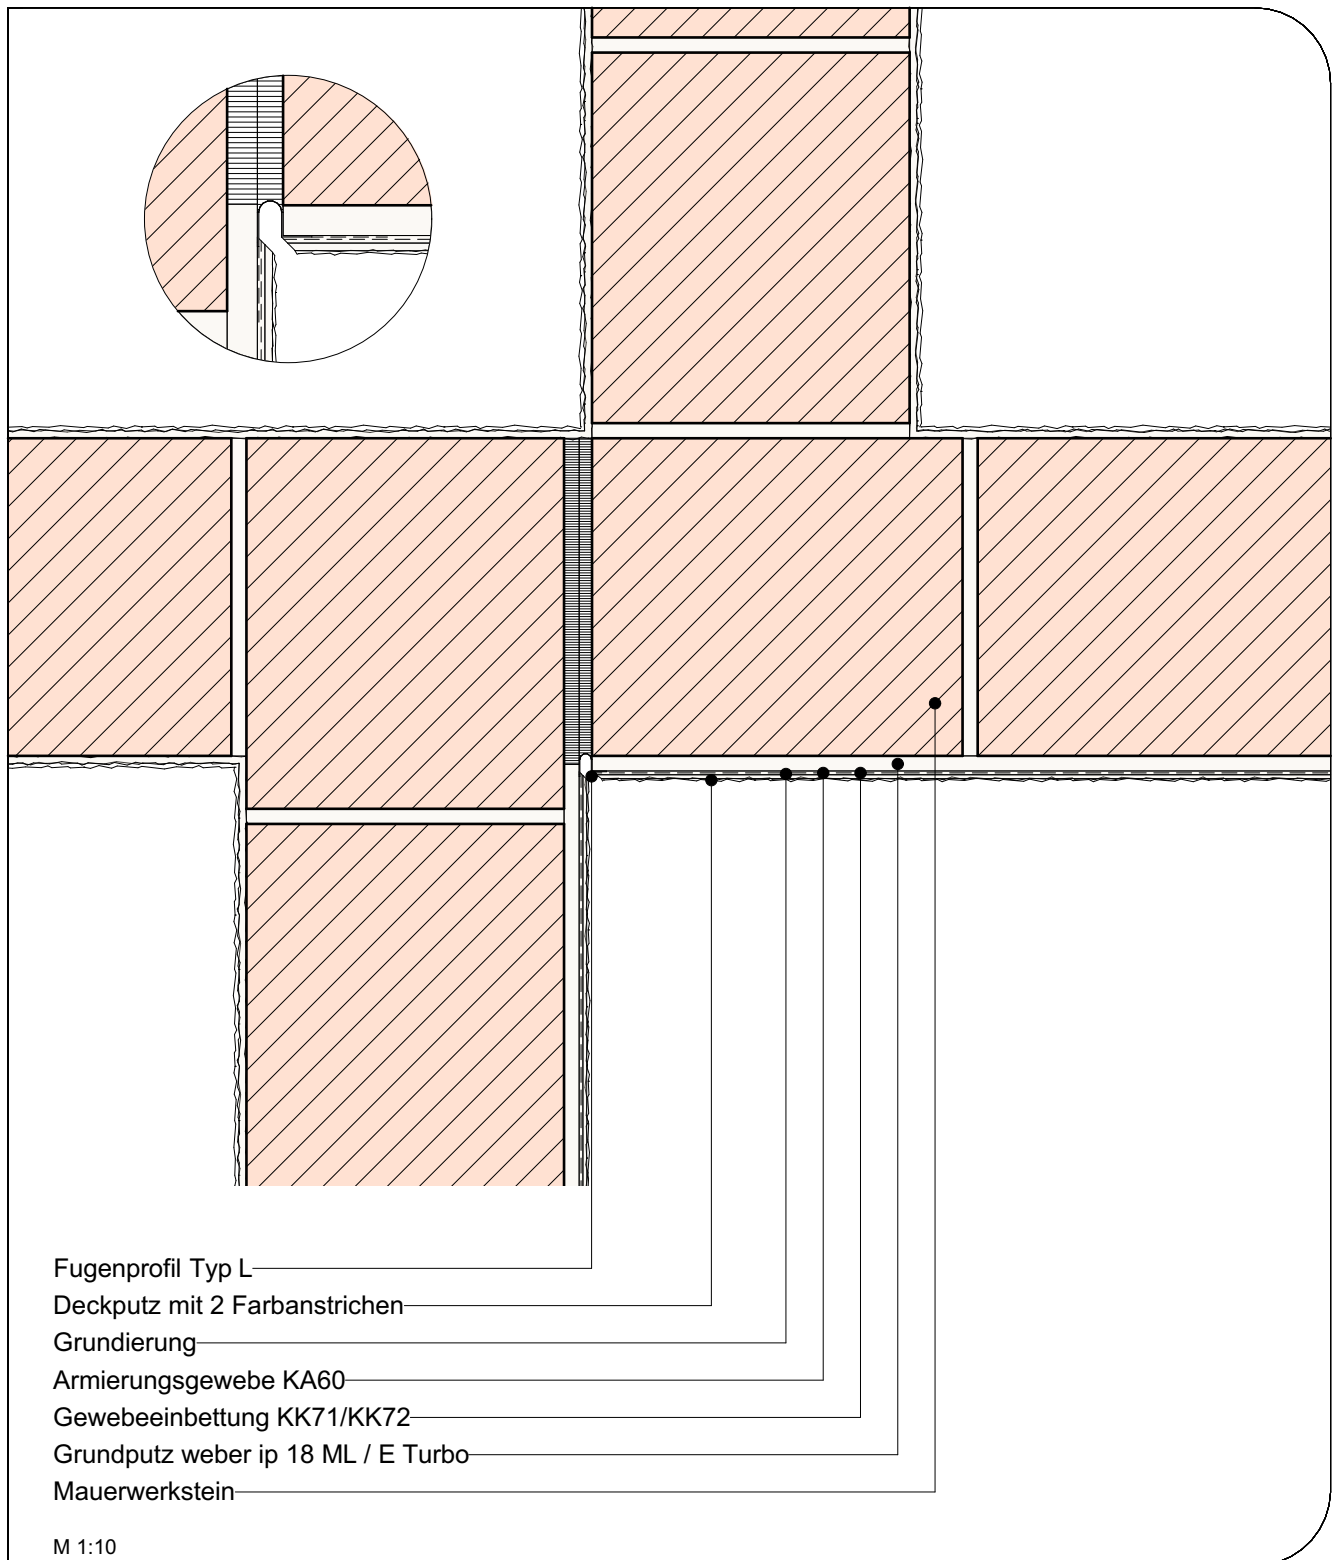 Fugenprofil Typ L
Deckputz mit 2 Farbanstrichen
Grundierung
Armierungsgewebe KA60
Gewebeeinbettung KK71/KK72
Grundputz weber ip 18 ML / E Turbo
Mauerwerkstein
M 1:10